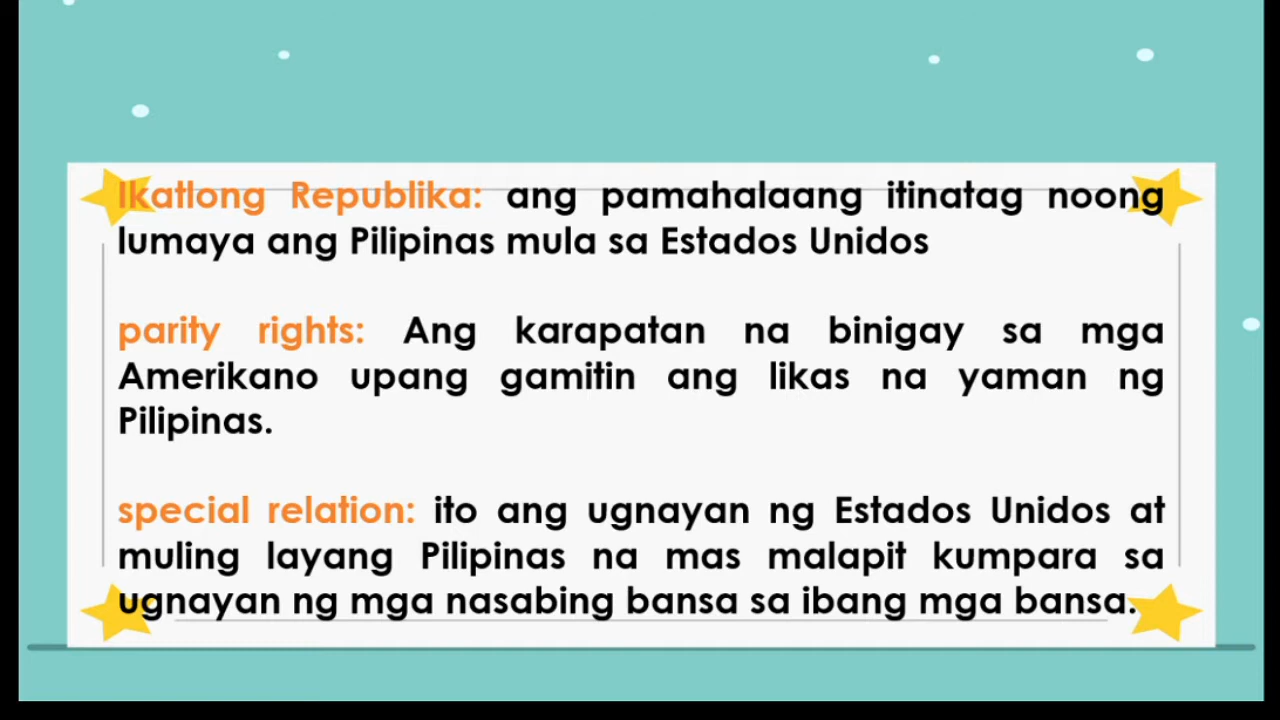 Ikatlong Republika: ang pamahalaang itinatag noong
lumaya ang Pilipinas mula sa Estados Unidos
parity rights: Ang karapatan na binigay sa mga
Amerikano upang gamitin ang likas na yaman ng
Pilipinas.
special relation: ito ang ugnayan ng Estados Unidos at
muling layang Pilipinas na mas malapit kumpara sa
ugnayan ng mga nasabing bansa sa ibang mga bansa.